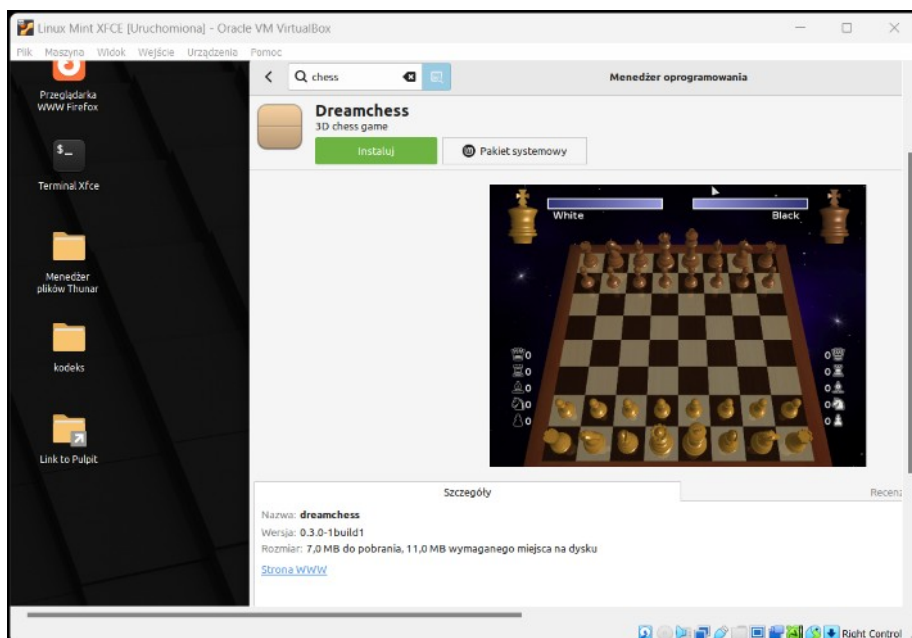 Linux Mint XFCE [Uruchomiona] - Oracle VM VirtualBox
Plik Maszyna Widok Wejście Urządzenia Pomoc
Przeglądarka
WWW Firefox
$_
Terminal Xfce
Menedżer
plików Thunar
kodeks
Link to Pulpit
chess
Menedżer oprogramowania
Dreamchess
3D chess game
Instaluj
Pakiet systemowy
White
Black
0 0
0 0
0 0
0 0
0 0
Szczegóły
Recenz
Nazwa: dreamchess
Wersja: 0.3.0-1build1
Rozmiar: 7,0 MB do pobrania, 11,0 MB wymaganego miejsca na dysku
Strona WWW
Right Control